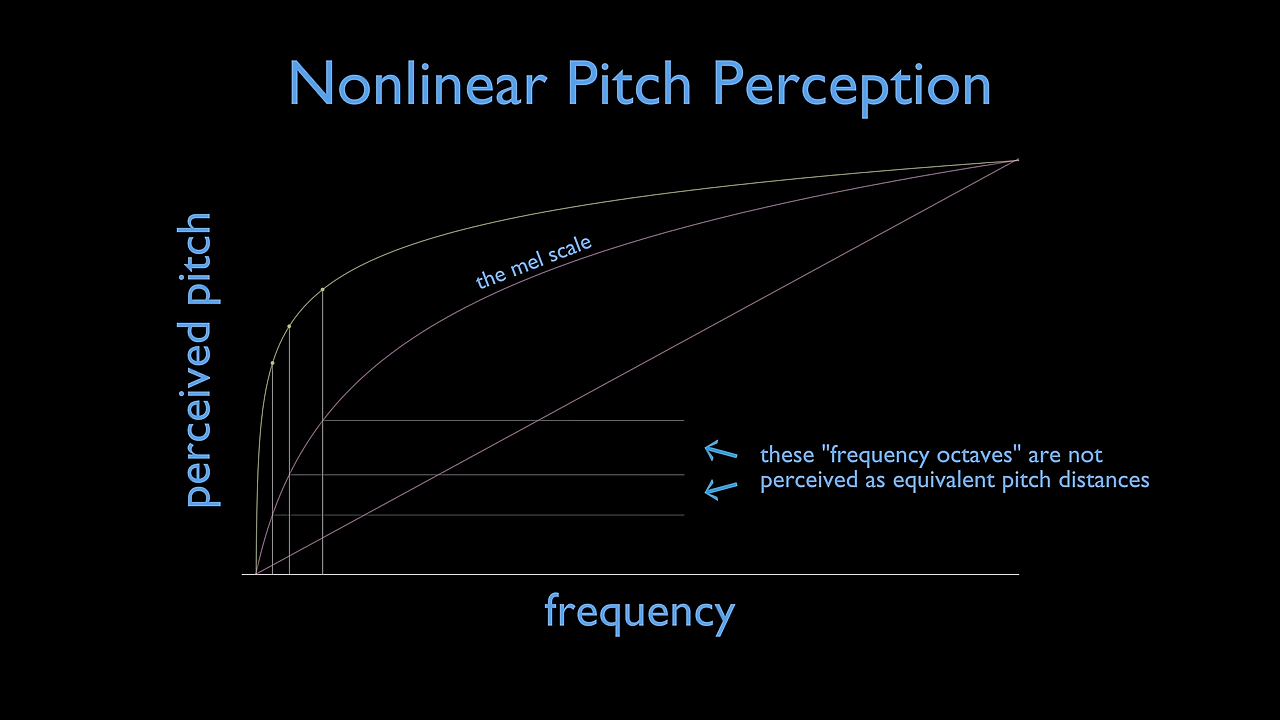 Nonlinear Pitch Perception
the mel scale
perceived pitch
these "frequency octaves" are not
perceived as equivalent pitch distances
frequency